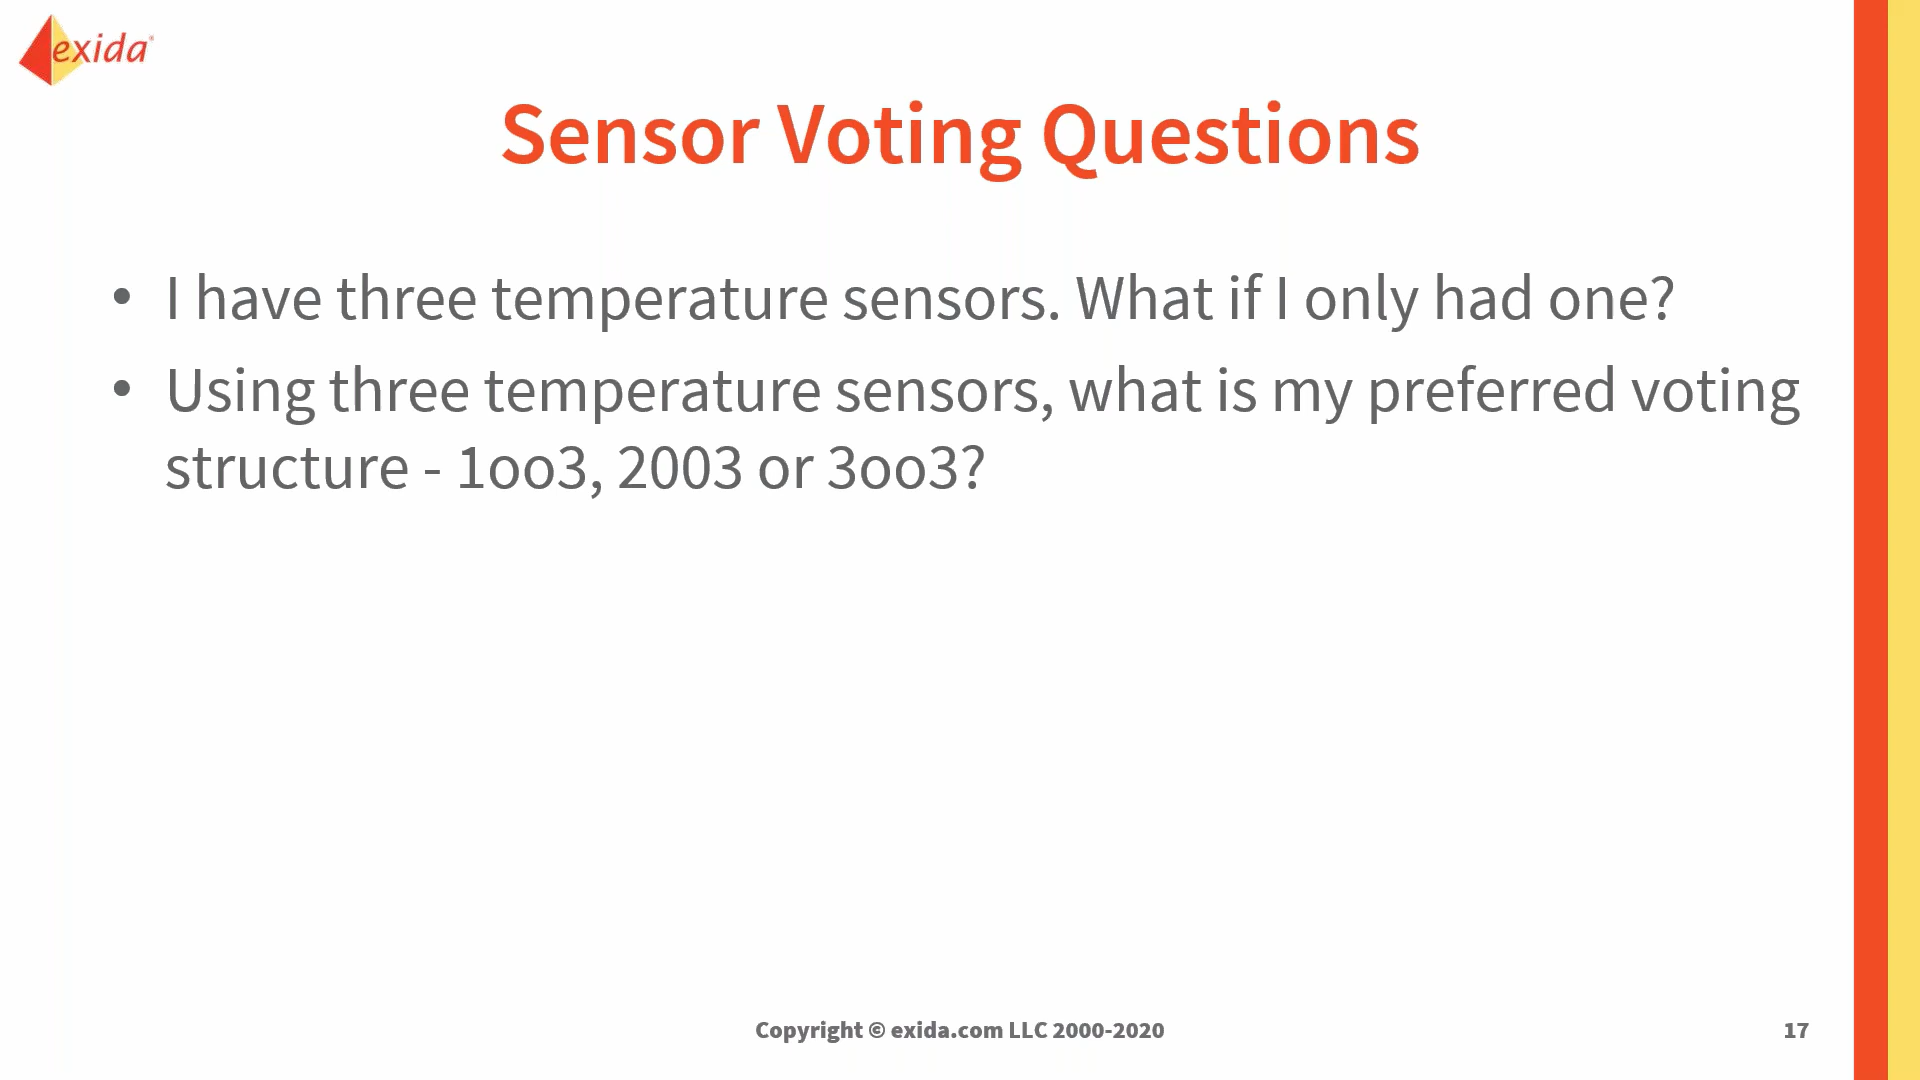 exida
Sensor Voting Questions
• I have three temperature sensors. What if I only had one?
• Using three temperature sensors, what is my preferred voting
structure - 1oo3, 2003 or 3oo3?
Copyright © exida.com LLC 2000-2020
17